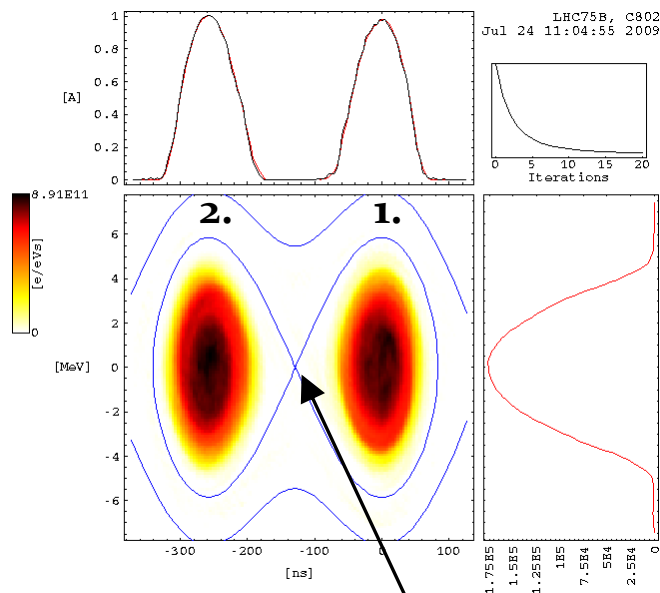 LHC75B, C802
Jul 24 11:04:55 2009
[A]
1
0.8
0.6
0.4
0.2
0
0 5 10 15 20
Iterations
8.91E11
[e/eVs]
0
2. 1.
[MeV]
6
4
2
0
-2
-4
-6
-300 -200 -100 0 100
[ns]
1.75E5
1.5E5
1.25E5
1E5
7.5E4
5E4
2.5E4
0